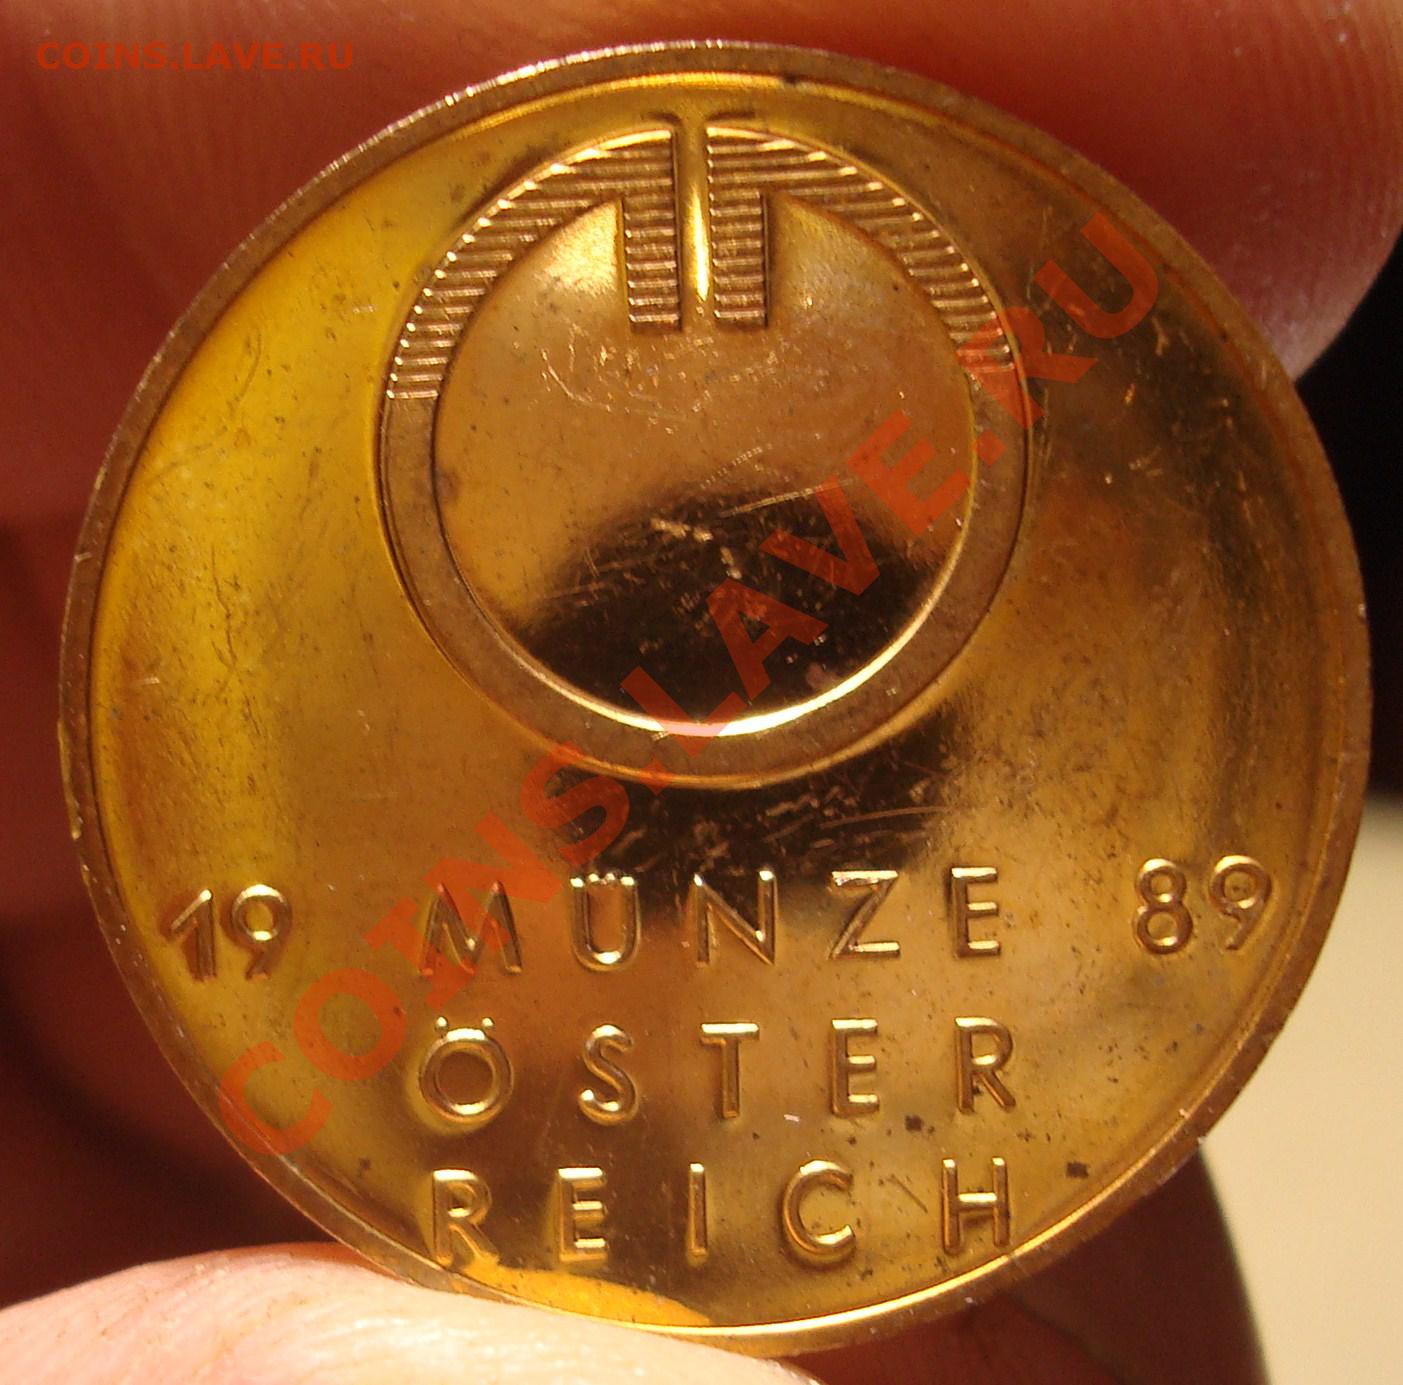 COINS.LAVE.RU
COINS.LAVE.RU
19 MÜNZE 89
ÖSTER
REICH